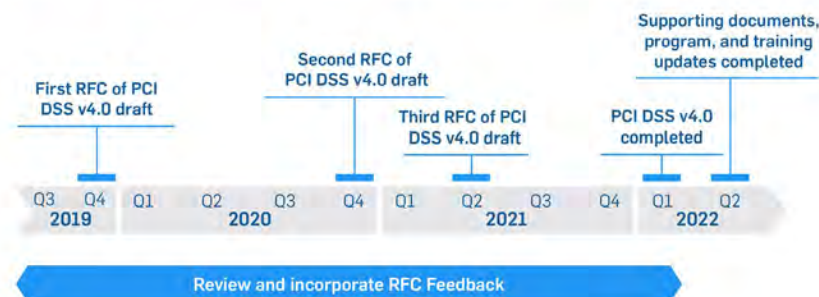 Supporting documents,
program, and training
updates completed
Second RFC of
PCI DSS v4.0 draft
First RFC of PCI
DSS v4.0 draft
Third RFC of PCI
DSS v4.0 draft
PCI DSS v4.0
completed
Q3 Q4 Q1 Q2 Q3 Q4 Q1 Q2 Q3 Q4 Q1 Q2
2019 2020 2021 2022
Review and incorporate RFC Feedback